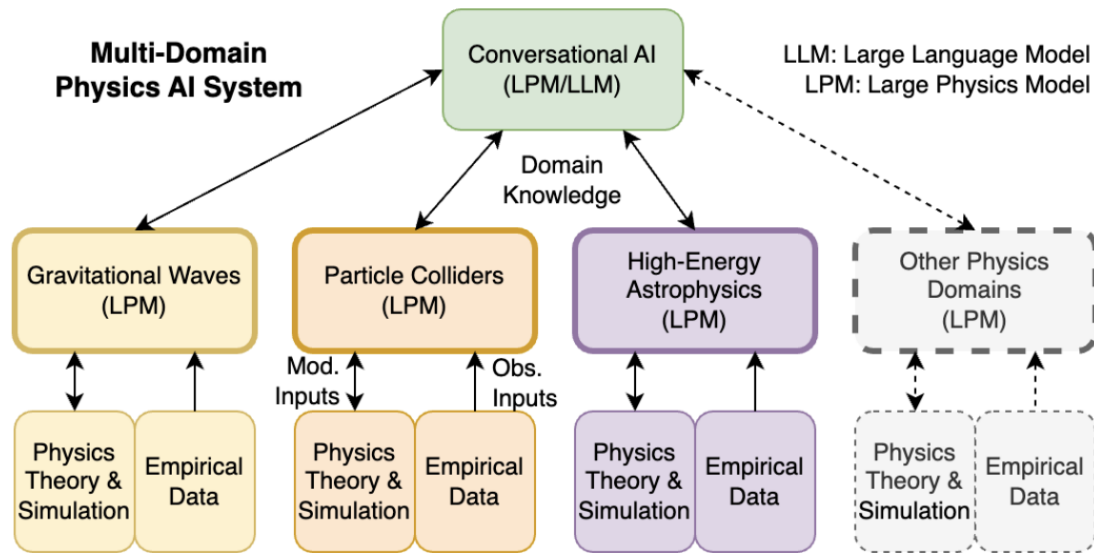 Multi-Domain
Physics AI System
Conversational AI
(LPM/LLM)
LLM: Large Language Model
LPM: Large Physics Model
Domain
Knowledge
Gravitational Waves
(LPM)
Particle Colliders
(LPM)
High-Energy
Astrophysics
(LPM)
Other Physics
Domains
(LPM)
Mod.
Inputs
Obs.
Inputs
Physics
Theory &
Simulation
Empirical
Data
Physics
Theory &
Simulation
Empirical
Data
Physics
Theory &
Simulation
Empirical
Data
Physics
Theory &
Simulation
Empirical
Data